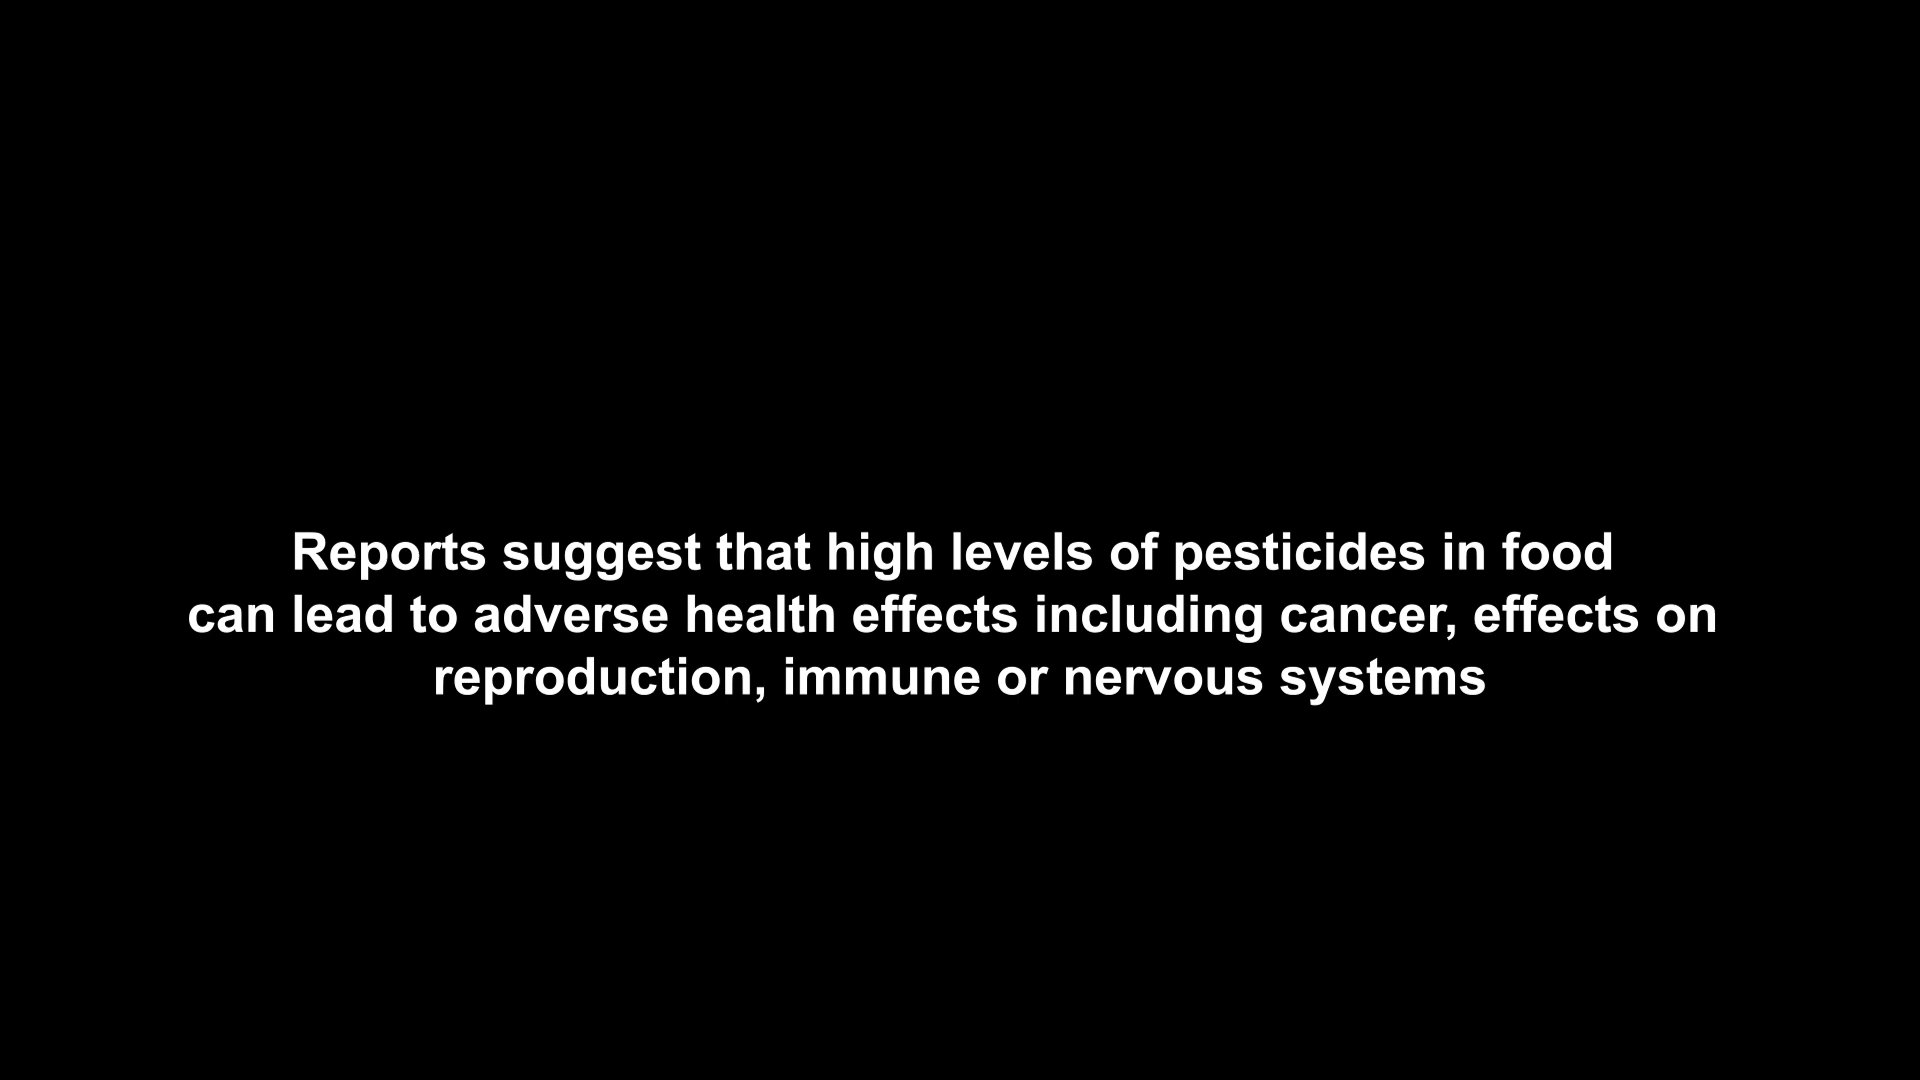 Reports suggest that high levels of pesticides in food
can lead to adverse health effects including cancer, effects on
reproduction, immune or nervous systems